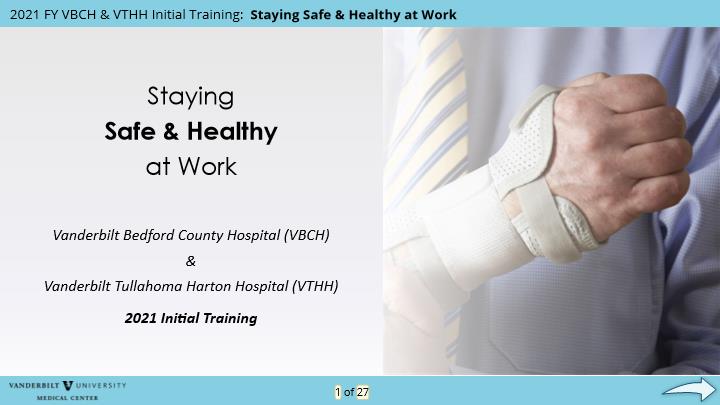 2021 FY VBCH & VTHH Initial Training: Staying Safe & Healthy at Work
Staying
Safe & Healthy
at Work
Vanderbilt Bedford County Hospital (VBCH)
&
Vanderbilt Tullahoma Harton Hospital (VTHH)
2021 Initial Training
VANDERBILT V UNIVERSITY
MEDICAL CENTER
1 of 27